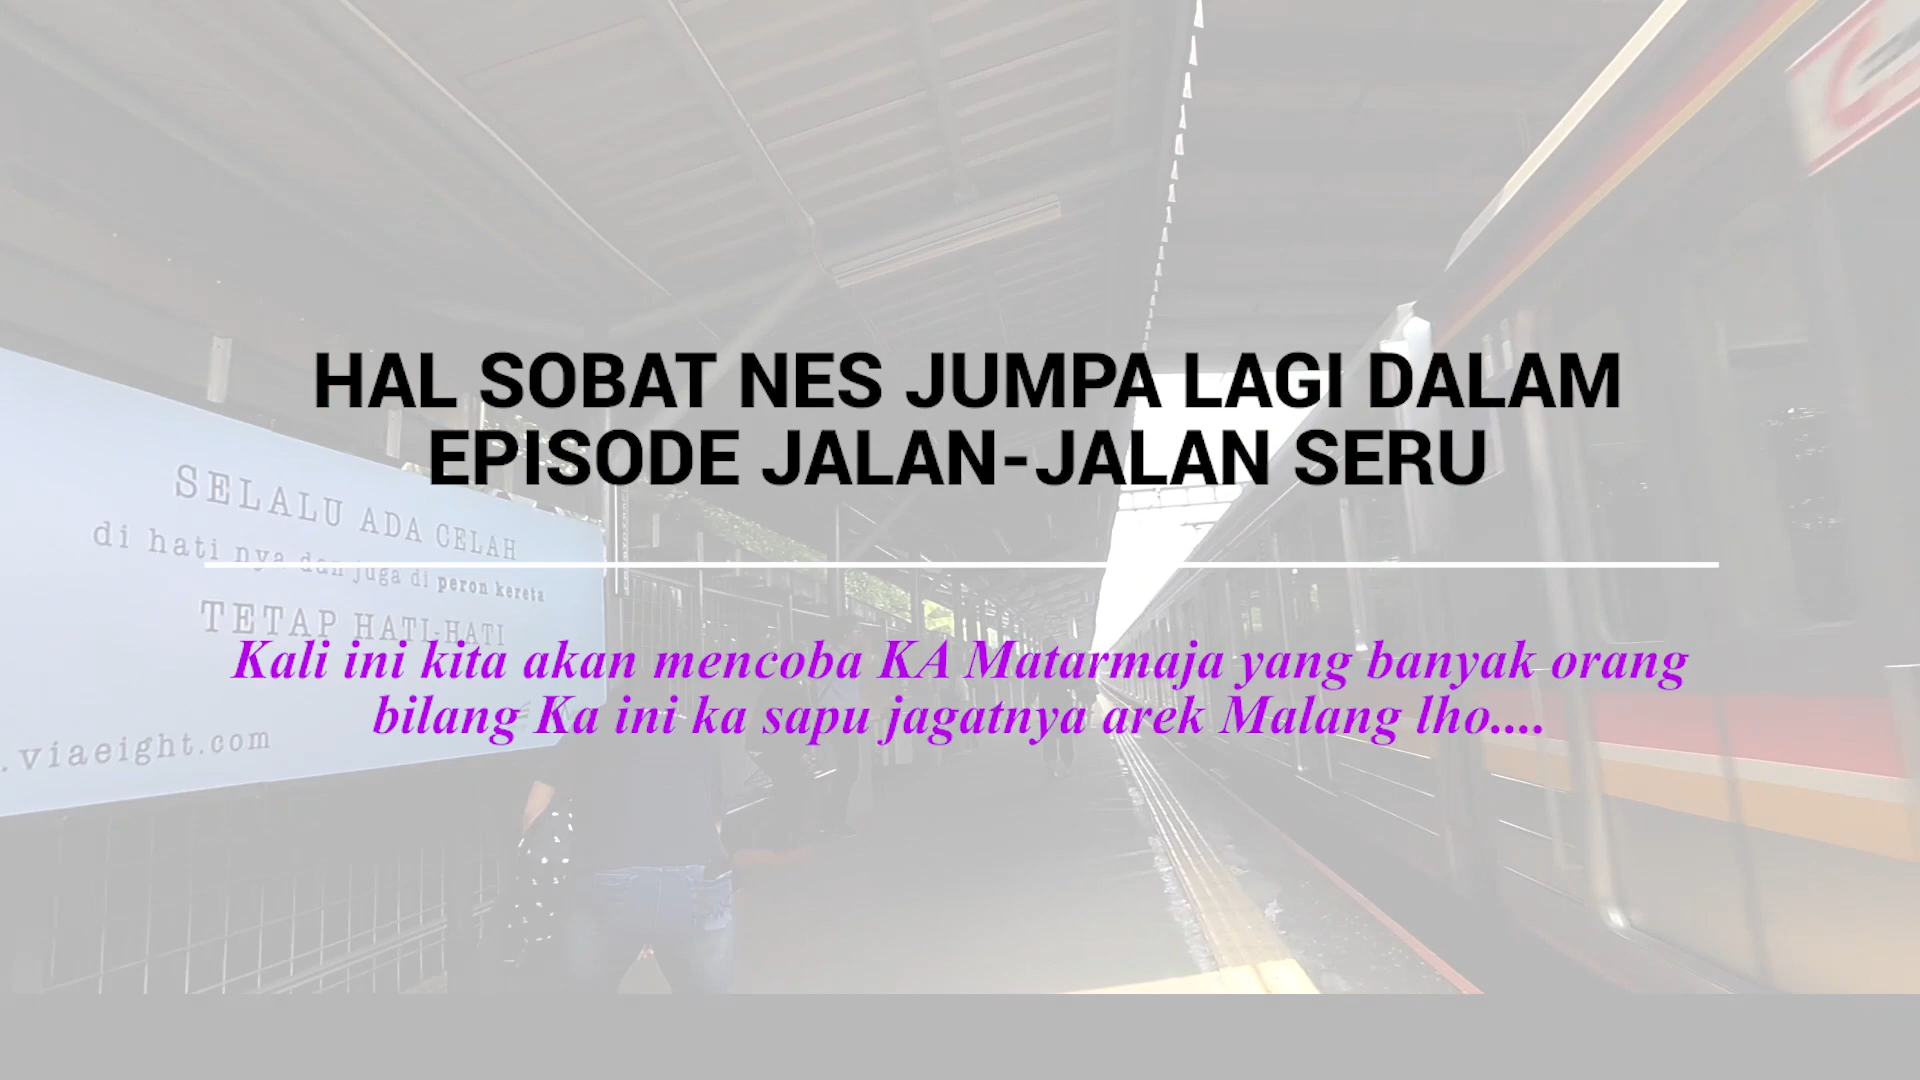 HAL SOBAT NES JUMPA LAGI DALAM
EPISODE JALAN-JALAN SERU
SELALU ADA CELAH
di hati nya dan juga di peron kereta
TETAP HATI-HATI
Kali ini kita akan mencoba KA Matarmaja yang banyak orang
bilang Ka ini ka sapu jagatnya arek Malang lho....
.viaeight.com